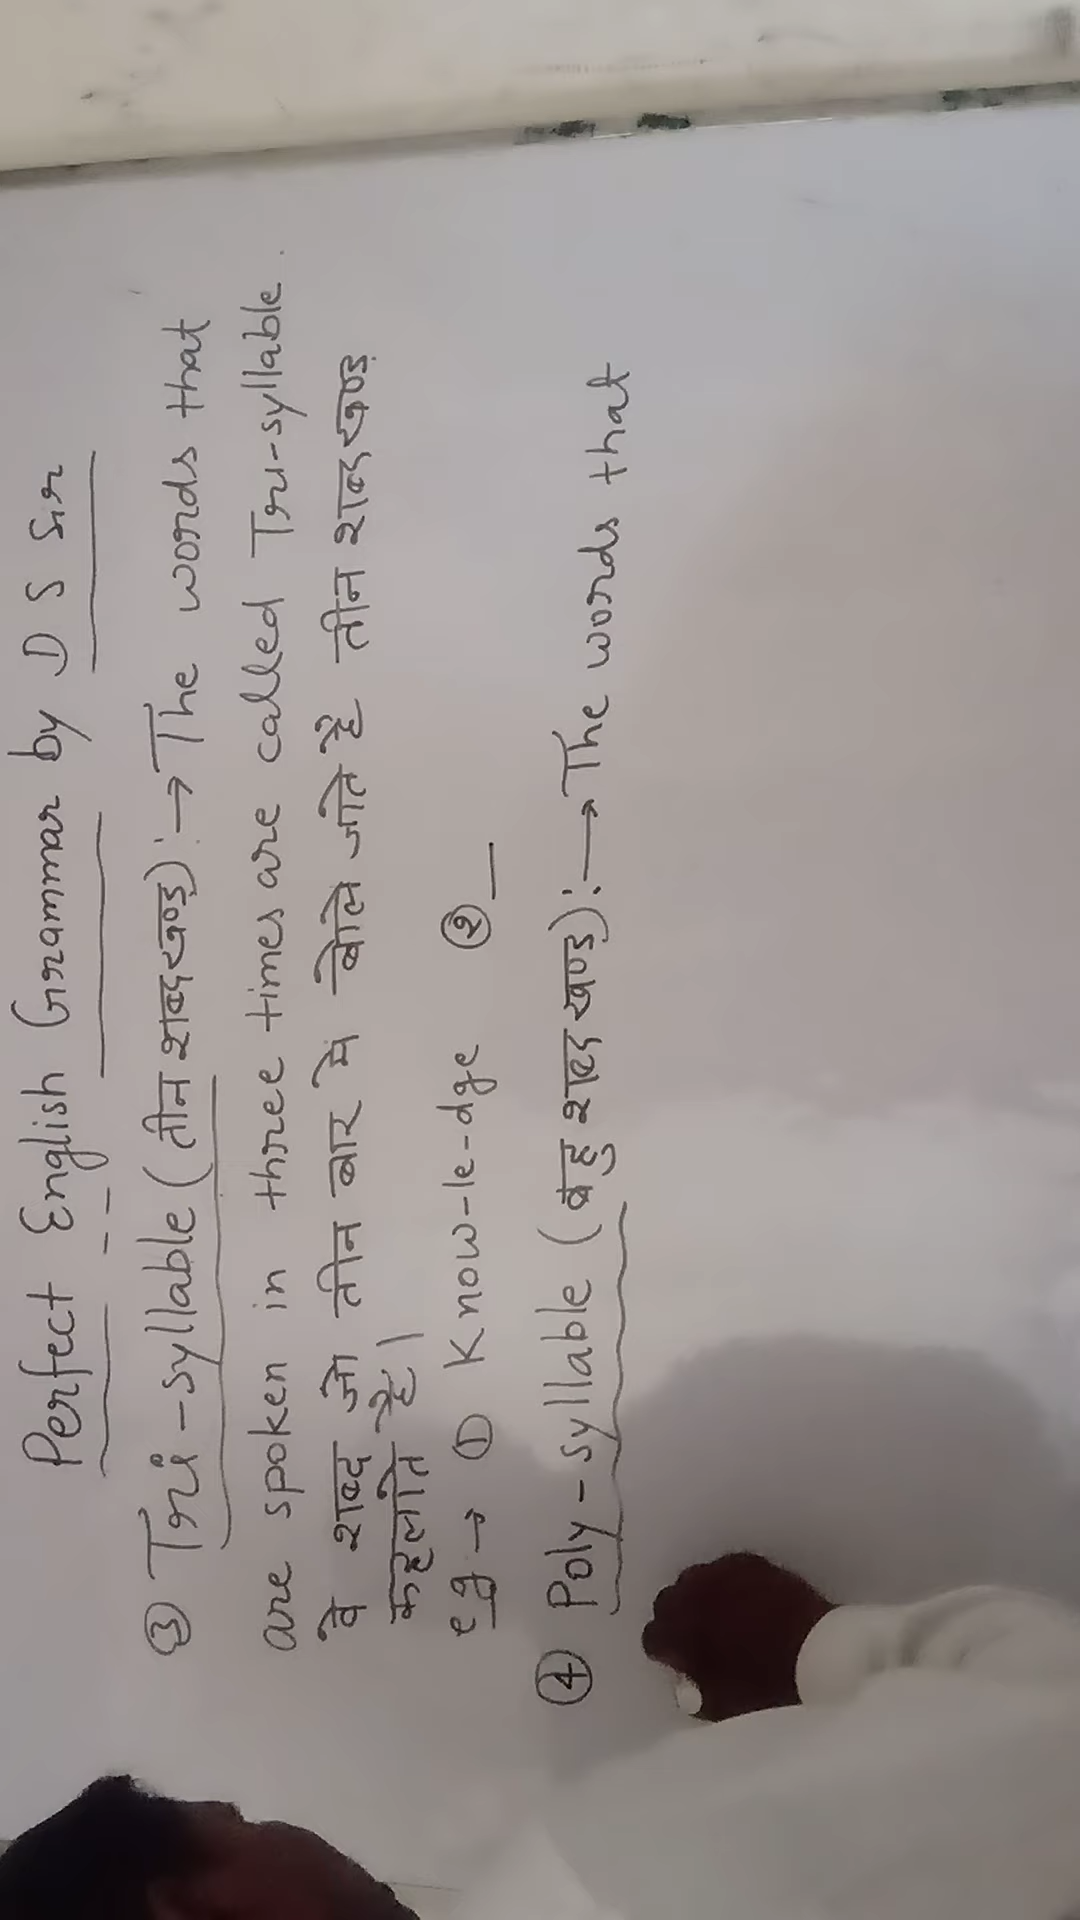 Perfect English Grammar by D S Sir
③ Tri-syllable (तीन शब्दखण्ड):→The words that
are spoken in three times are called Tri-syllable.
वे शब्द जो तीन बार मे बोले जाते है तीन शब्दखण्ड
कहलाते है।
eg→ ① Know-le-dge ②—
④ Poly-syllable (बहु शब्दखण्ड):→The words that